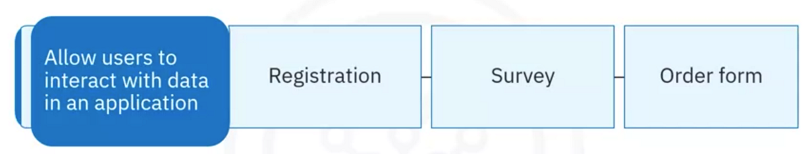 Allow users to
interact with data
in an application
Registration
Survey
Order form